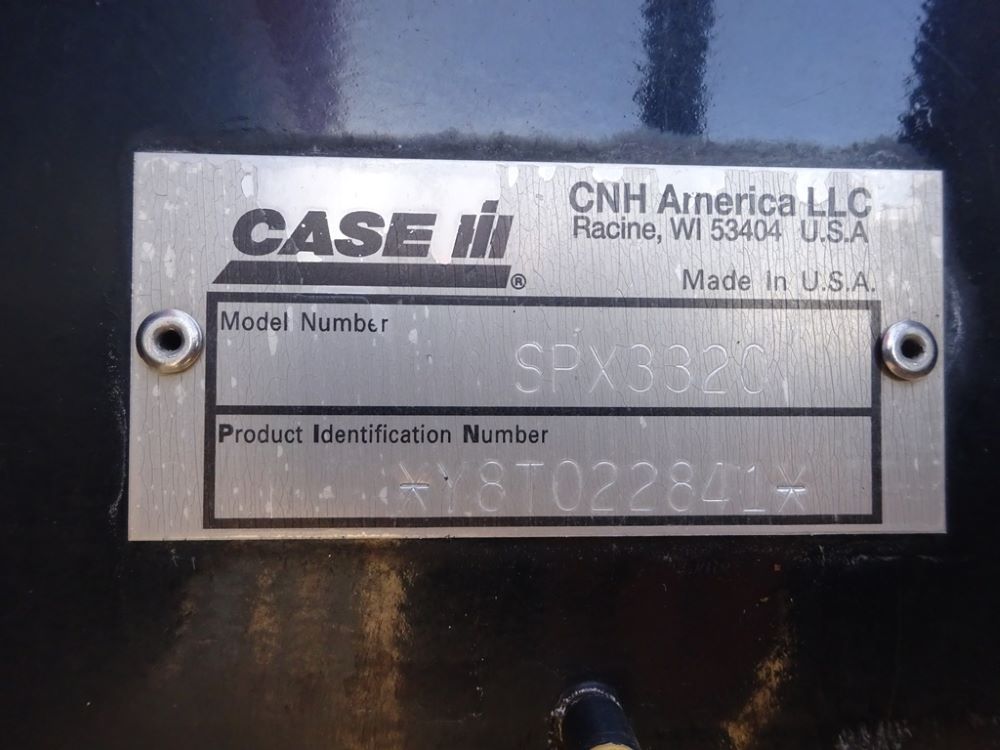 CASE IH®
CNH America LLC
Racine, WI 53404 U.S.A
Made In U.S.A.
Model Number
SPX3320
Product Identification Number
*Y8T022841*